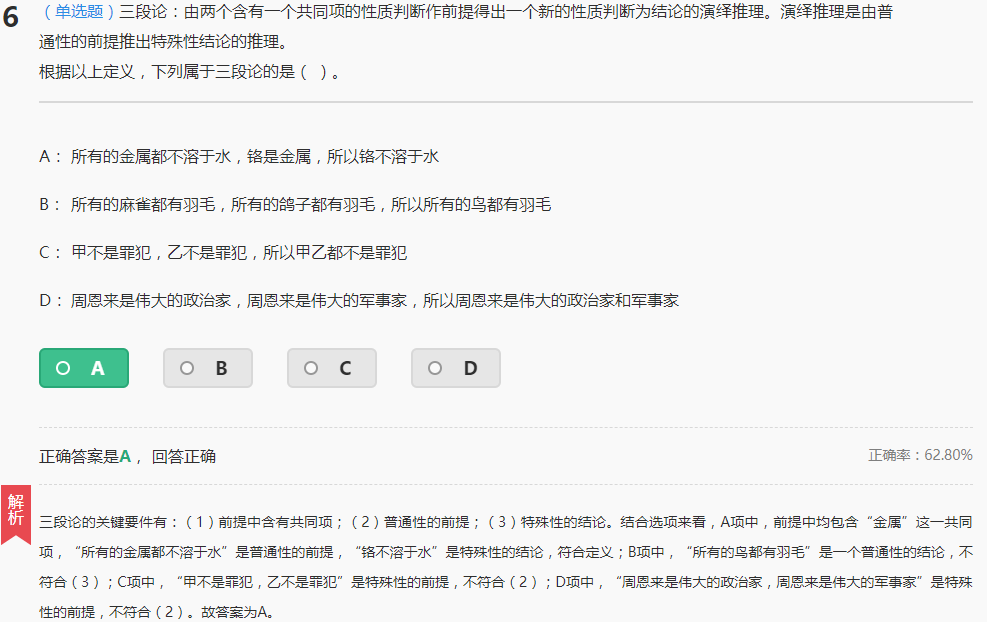 6
（单选题）三段论：由两个含有一个共同项的性质判断作前提得出一个新的性质判断为结论的演绎推理。演绎推理是由普
通性的前提推出特殊性结论的推理。
根据以上定义，下列属于三段论的是（  ）。
A： 所有的金属都不溶于水，铬是金属，所以铬不溶于水
B： 所有的麻雀都有羽毛，所有的鸽子都有羽毛，所以所有的鸟都有羽毛
C： 甲不是罪犯，乙不是罪犯，所以甲乙都不是罪犯
D： 周恩来是伟大的政治家，周恩来是伟大的军事家，所以周恩来是伟大的政治家和军事家
A B C D
正确答案是A， 回答正确 正确率：62.80%
解析
三段论的关键要件有：（1）前提中含有共同项；（2）普通性的前提；（3）特殊性的结论。结合选项来看，A项中，前提中均包含“金属”这一共同
项，“所有的金属都不溶于水”是普通性的前提，“铬不溶于水”是特殊性的结论，符合定义；B项中，“所有的鸟都有羽毛”是一个普通性的结论，不
符合（3）；C项中，“甲不是罪犯，乙不是罪犯”是特殊性的前提，不符合（2）；D项中，“周恩来是伟大的政治家，周恩来是伟大的军事家”是特殊
性的前提，不符合（2）。故答案为A。